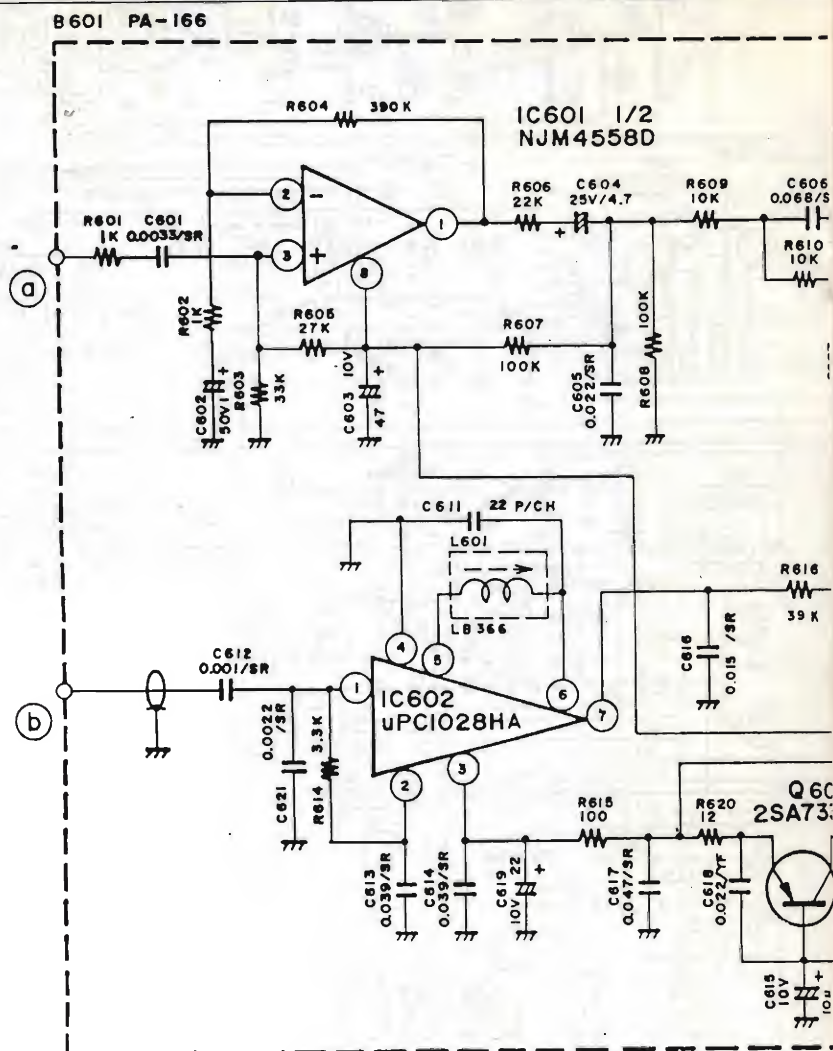 B601 PA-166
R604 390K
IC601 1/2
NJM4558D
2
-
R606
22K
C604
25V/4.7
+
R609
10K
C606
0.068/S
R601
1K
C601
0.0033/SR
3
+
1
R610
10K
a
8
R602
1K
R605
27K
R607
100K
100K
R608
+
C602
50V1
R603
33K
10V
C603
+
47
C605
0.022/SR
C611 22 P/CH
L601
LB366
R616
39K
4
5
C616
0.015 /SR
C612
0.001/SR
6
b
1
IC602
uPC1028HA
7
0.0022
/SR
C621
3.3K
R614
2
3
Q60
2SA733
R615
100
R620
12
C613
0.039/SR
C614
0.039/SR
C619
10V 22
+
C617
0.047/SR
C618
0.022/YF
C615
10V
+
10µ